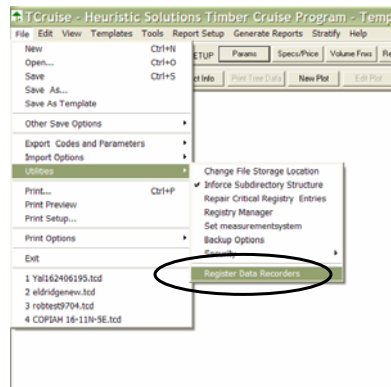 TCruise - Heuristic Solutions Timber Cruise Program - Temp
File Edit View Templates Tools Report Setup Generate Reports Stratify Help
New Ctrl+N
Open... Ctrl+O
Save Ctrl+S
Save As...
Save As Template
Other Save Options
Export Codes and Parameters
Import Options
Utilities
Print... Ctrl+P
Print Preview
Print Setup...
Print Options
Exit
1 Yal162406195.tcd
2 eldridgenew.tcd
3 robtest9704.tcd
4 COPIAH 16-11N-5E.tcd
ETUP Params Specs/Price Volume Fnxs Re
ct Info Print Tree Data New Plot Edit Plot
Change File Storage Location
Inforce Subdirectory Structure
Repair Critical Registry Entries
Registry Manager
Set measurementsystem
Backup Options
Security
Register Data Recorders